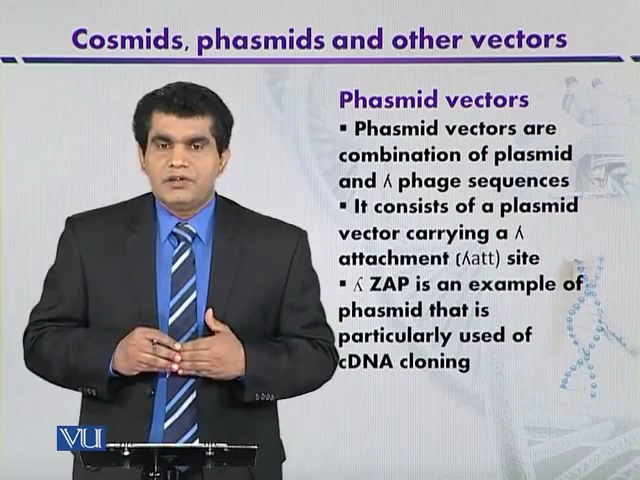 Cosmids, phasmids and other vectors
Phasmid vectors
▪ Phasmid vectors are
combination of plasmid
and ʎ phage sequences
▪ It consists of a plasmid
vector carrying a ʎ
attachment (ʎatt) site
▪ ʎ ZAP is an example of
phasmid that is
particularly used of
cDNA cloning
VU